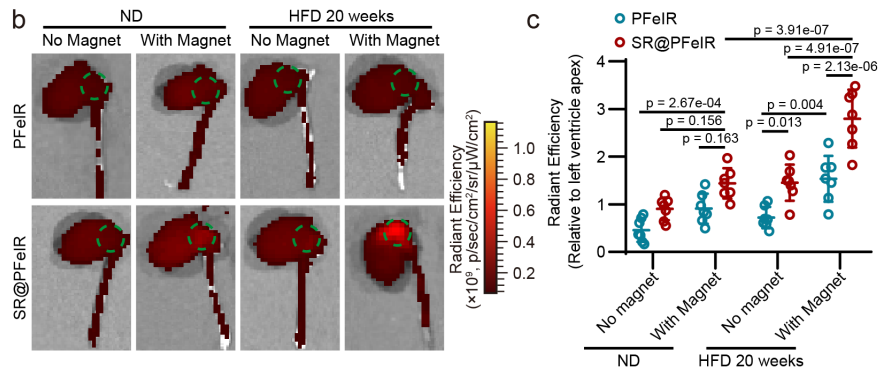 b
ND
HFD 20 weeks
No Magnet
With Magnet
No Magnet
With Magnet
PFeIR
SR@PFeIR
Radiant Efficiency
(×10⁹, p/sec/cm²/sr/µW/cm²)
1.0
0.8
0.6
0.4
0.2
c
PFeIR
SR@PFeIR
p = 3.91e-07
p = 4.91e-07
p = 2.13e-06
p = 2.67e-04
p = 0.156
p = 0.163
p = 0.004
p = 0.013
Radiant Efficiency
(Relative to left ventricle apex)
4
3
2
1
0
No magnet
With Magnet
No magnet
With Magnet
ND
HFD 20 weeks